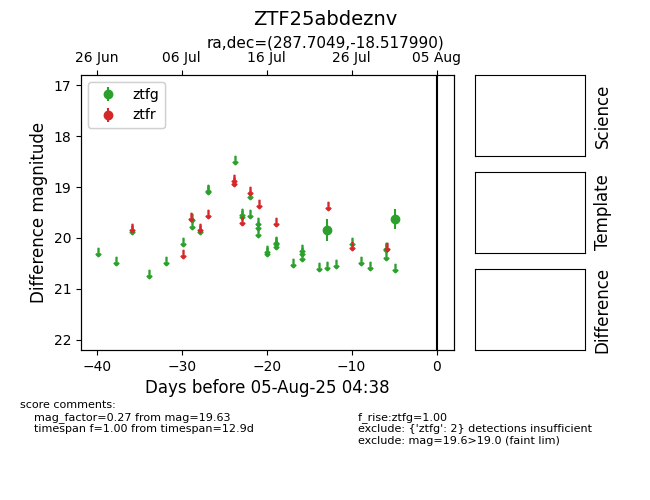 ZTF25abdeznv
ra,dec=(287.7049,-18.517990)
26 Jun 06 Jul 16 Jul 26 Jul 05 Aug
17
18
19
20
21
22
Difference magnitude
ztfg
ztfr
−40 −30 −20 −10 0
Days before 05-Aug-25 04:38
Science
Template
Difference
score comments:
mag_factor=0.27 from mag=19.63
timespan f=1.00 from timespan=12.9d
f_rise:ztfg=1.00
exclude: {'ztfg': 2} detections insufficient
exclude: mag=19.6>19.0 (faint lim)